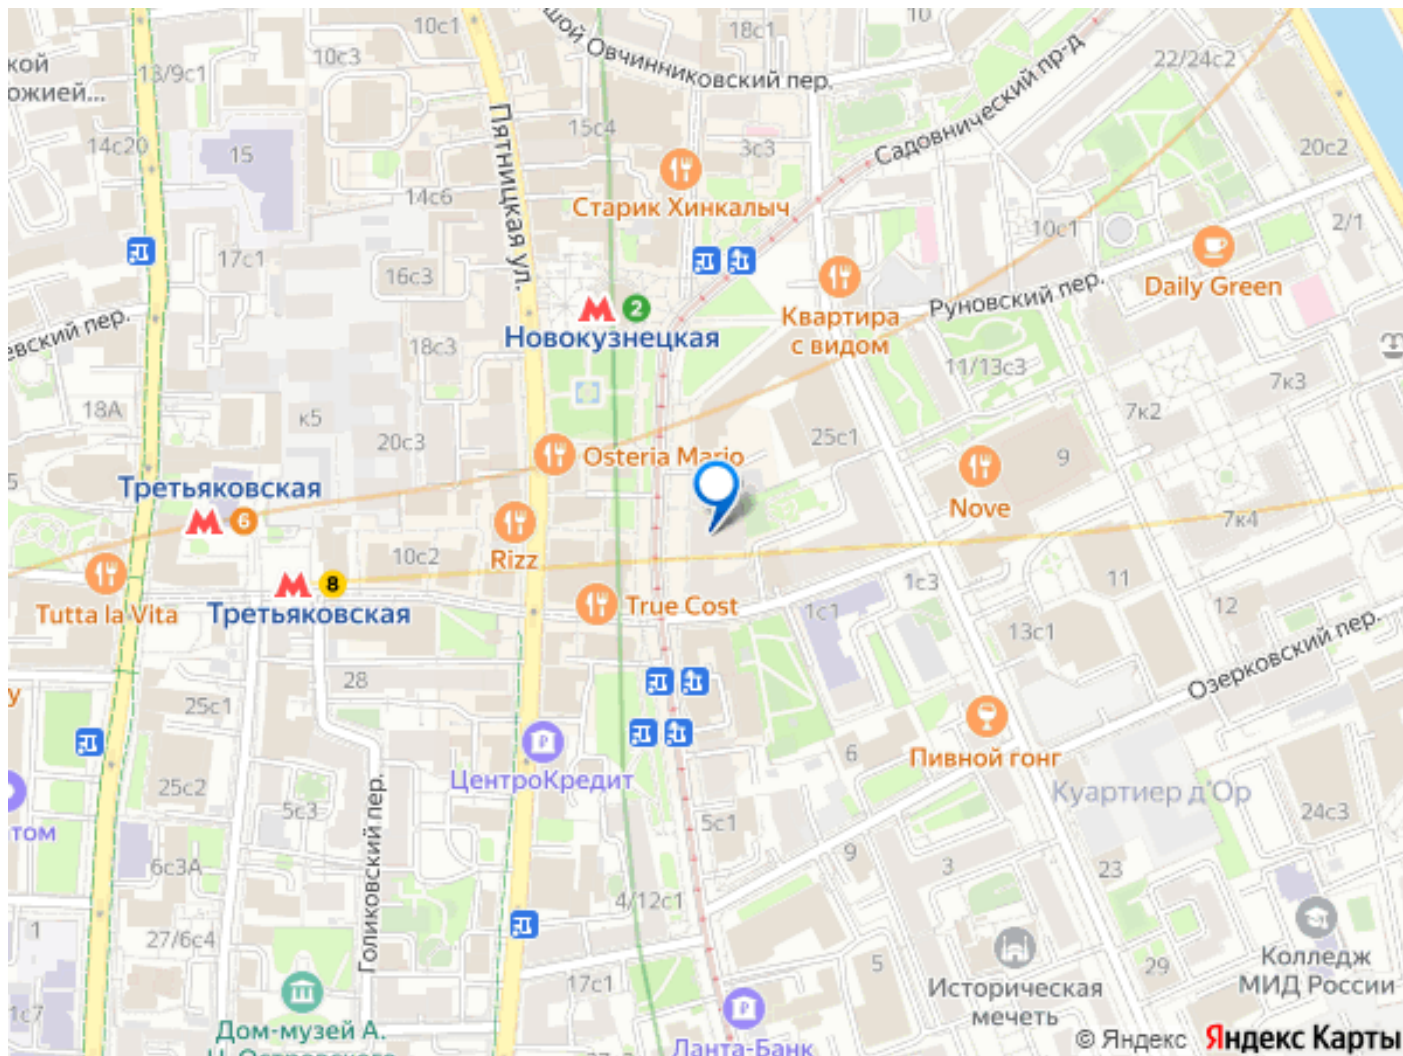 10с1
шой Овчинниковский пер.
18с1
10
кой
ожией...
10с3
13/9с1
22/24с2
Садовнический пр-д
14с20
15
Пятницкая ул.
15с4
3с3
20с2
14с6
Старик Хинкалыч
10с1
2/1
17с1
16с3
Daily Green
2
Новокузнецкая
Квартира
с видом
Руновский пер.
евский пер.
18с3
11/13с3
7к3
18А
к5
20с3
25с1
7к2
Osteria Mario
9
5
Третьяковская
6
Nove
7к4
Rizz
10с2
8
Третьяковская
Tutta la Vita
True Cost
1с3
1с1
11
12
13с1
Озерковский пер.
28
у
25с1
Пивной гонг
6
ЦентроКредит
Куартиер д'Ор
25с2
5с3
Голиковский пер.
том
5с1
24с3
9
3
23
6с3А
4/12с1
1
27/6с4
5
29
Колледж
МИД России
17с1
Историческая
мечеть
1с7
Дом-музей А.
Н. Островского
Ланта-Банк
© Яндекс Яндекс Карты